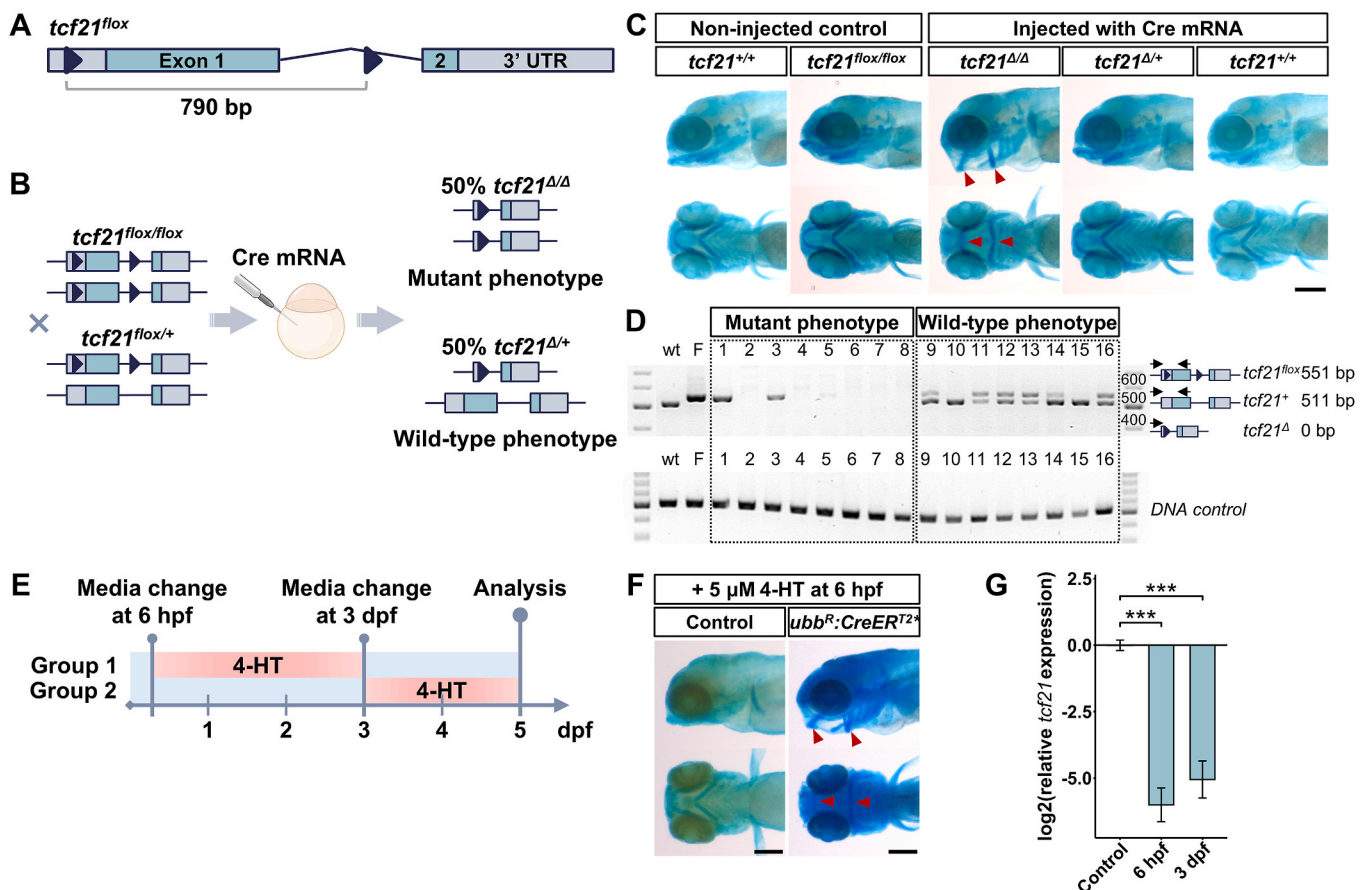 A
tcf21flox
Exon 1
2
3' UTR
790 bp
B
tcf21flox/flox
×
tcf21flox/+
Cre mRNA
50% tcf21Δ/Δ
Mutant phenotype
50% tcf21Δ/+
Wild-type phenotype
C
Non-injected control
Injected with Cre mRNA
tcf21+/+
tcf21flox/flox
tcf21Δ/Δ
tcf21Δ/+
tcf21+/+
D
Mutant phenotype
Wild-type phenotype
wt F 1 2 3 4 5 6 7 8 9 10 11 12 13 14 15 16
600
500
400
tcf21flox 551 bp
tcf21+ 511 bp
tcf21Δ 0 bp
wt F 1 2 3 4 5 6 7 8 9 10 11 12 13 14 15 16
DNA control
E
Media change
at 6 hpf
Media change
at 3 dpf
Analysis
Group 1
4-HT
Group 2
4-HT
1 2 3 4 5 dpf
F
+ 5 µM 4-HT at 6 hpf
Control
ubbR:CreERT2*
G
log2(relative tcf21 expression)
2.5
0.0
-2.5
-5.0
***
***
Control
6 hpf
3 dpf